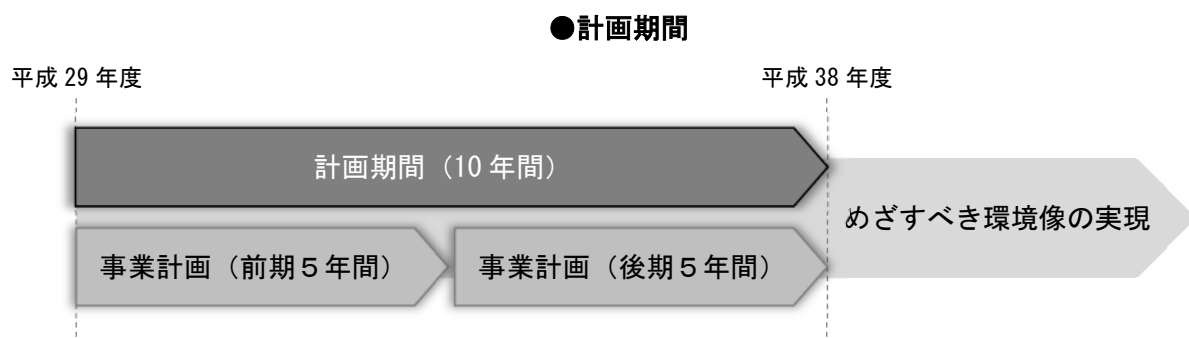 ●計画期間
平成 29 年度
平成 38 年度
計画期間（10 年間）
めざすべき環境像の実現
事業計画（前期５年間）
事業計画（後期５年間）